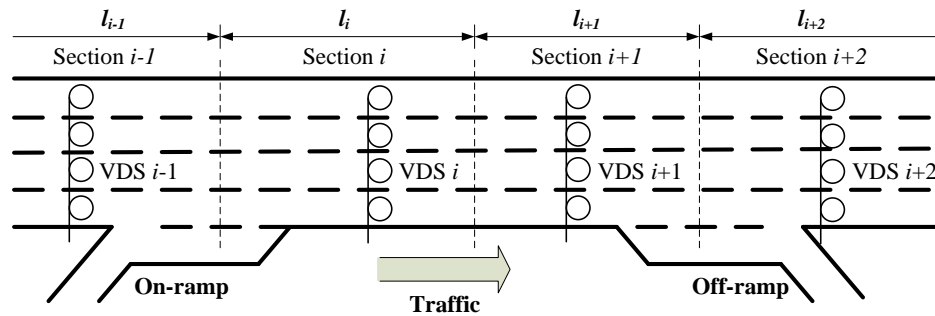 l_{i-1} l_i l_{i+1} l_{i+2}
Section i-1 Section i Section i+1 Section i+2
VDS i-1 VDS i VDS i+1 VDS i+2
On-ramp Off-ramp
Traffic